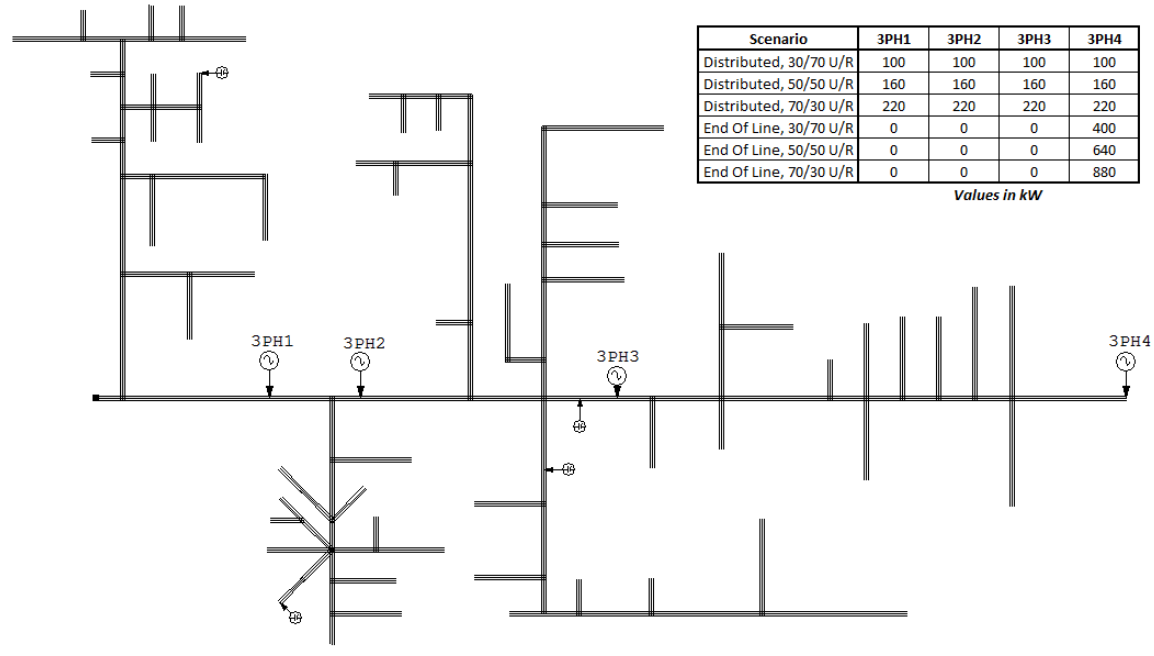 Scenario 3PH1 3PH2 3PH3 3PH4
Distributed, 30/70 U/R 100 100 100 100
Distributed, 50/50 U/R 160 160 160 160
Distributed, 70/30 U/R 220 220 220 220
End Of Line, 30/70 U/R 0 0 0 400
End Of Line, 50/50 U/R 0 0 0 640
End Of Line, 70/30 U/R 0 0 0 880
Values in kW
3PH1
3PH2
3PH3
3PH4